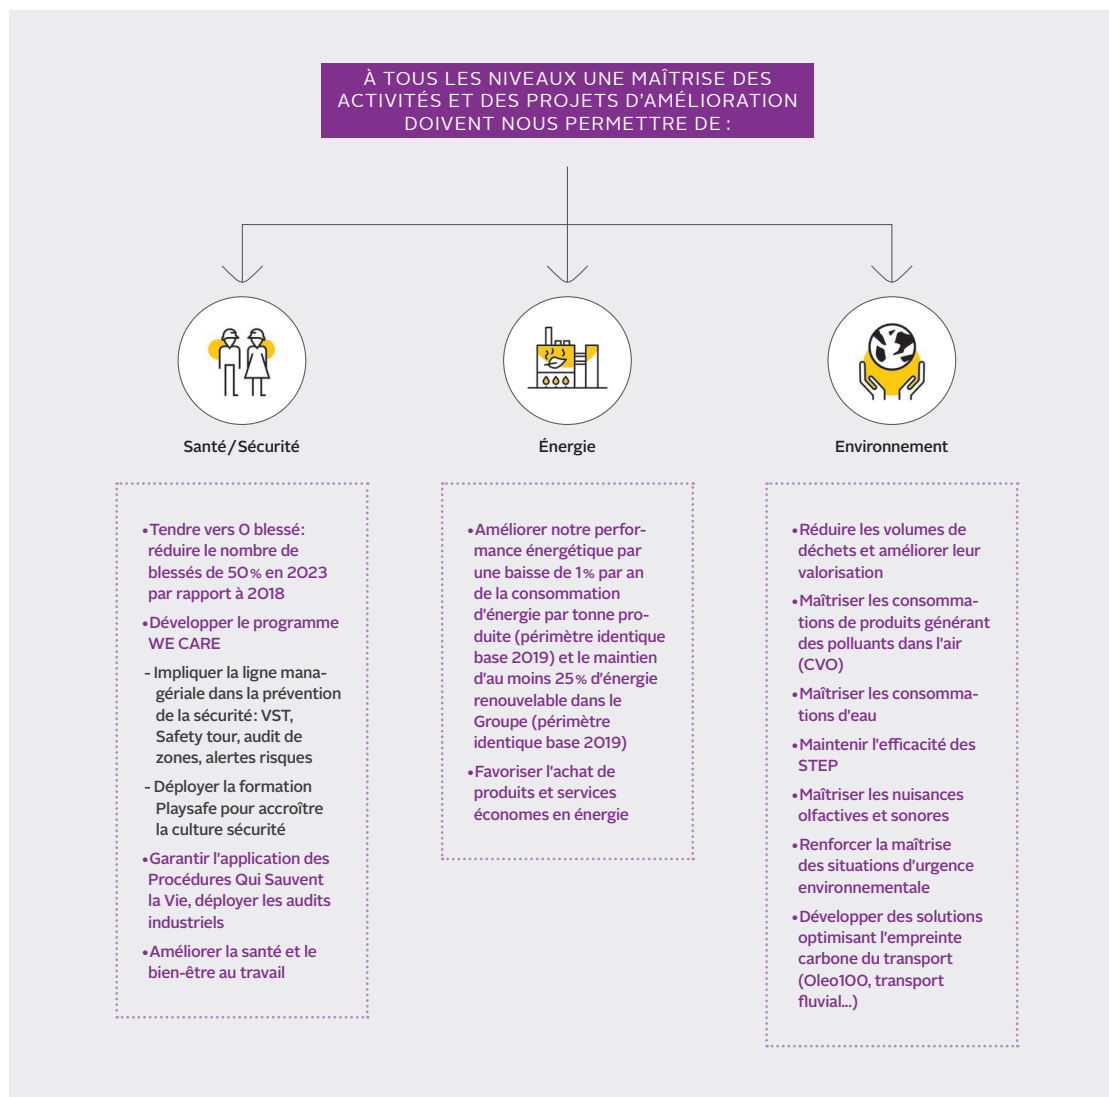 À TOUS LES NIVEAUX UNE MAÎTRISE DES
ACTIVITÉS ET DES PROJETS D’AMÉLIORATION
DOIVENT NOUS PERMETTRE DE :
Santé / Sécurité
•Tendre vers 0 blessé :
réduire le nombre de
blessés de 50 % en 2023
par rapport à 2018
•Développer le programme
WE CARE
- Impliquer la ligne mana-
gériale dans la prévention
de la sécurité : VST,
Safety tour, audit de
zones, alertes risques
- Déployer la formation
Playsafe pour accroître
la culture sécurité
•Garantir l'application des
Procédures Qui Sauvent
la Vie, déployer les audits
industriels
•Améliorer la santé et le
bien-être au travail
Énergie
•Améliorer notre perfor-
mance énergétique par
une baisse de 1 % par an
de la consommation
d'énergie par tonne pro-
duite (périmètre identique
base 2019) et le maintien
d'au moins 25 % d'énergie
renouvelable dans le
Groupe (périmètre
identique base 2019)
•Favoriser l'achat de
produits et services
économes en énergie
Environnement
•Réduire les volumes de
déchets et améliorer leur
valorisation
•Maîtriser les consomma-
tions de produits générant
des polluants dans l'air
(CVO)
•Maîtriser les consomma-
tions d'eau
•Maintenir l'efficacité des
STEP
•Maîtriser les nuisances
olfactives et sonores
•Renforcer la maîtrise
des situations d'urgence
environnementale
•Développer des solutions
optimisant l'empreinte
carbone du transport
(Oleo100, transport
fluvial...)